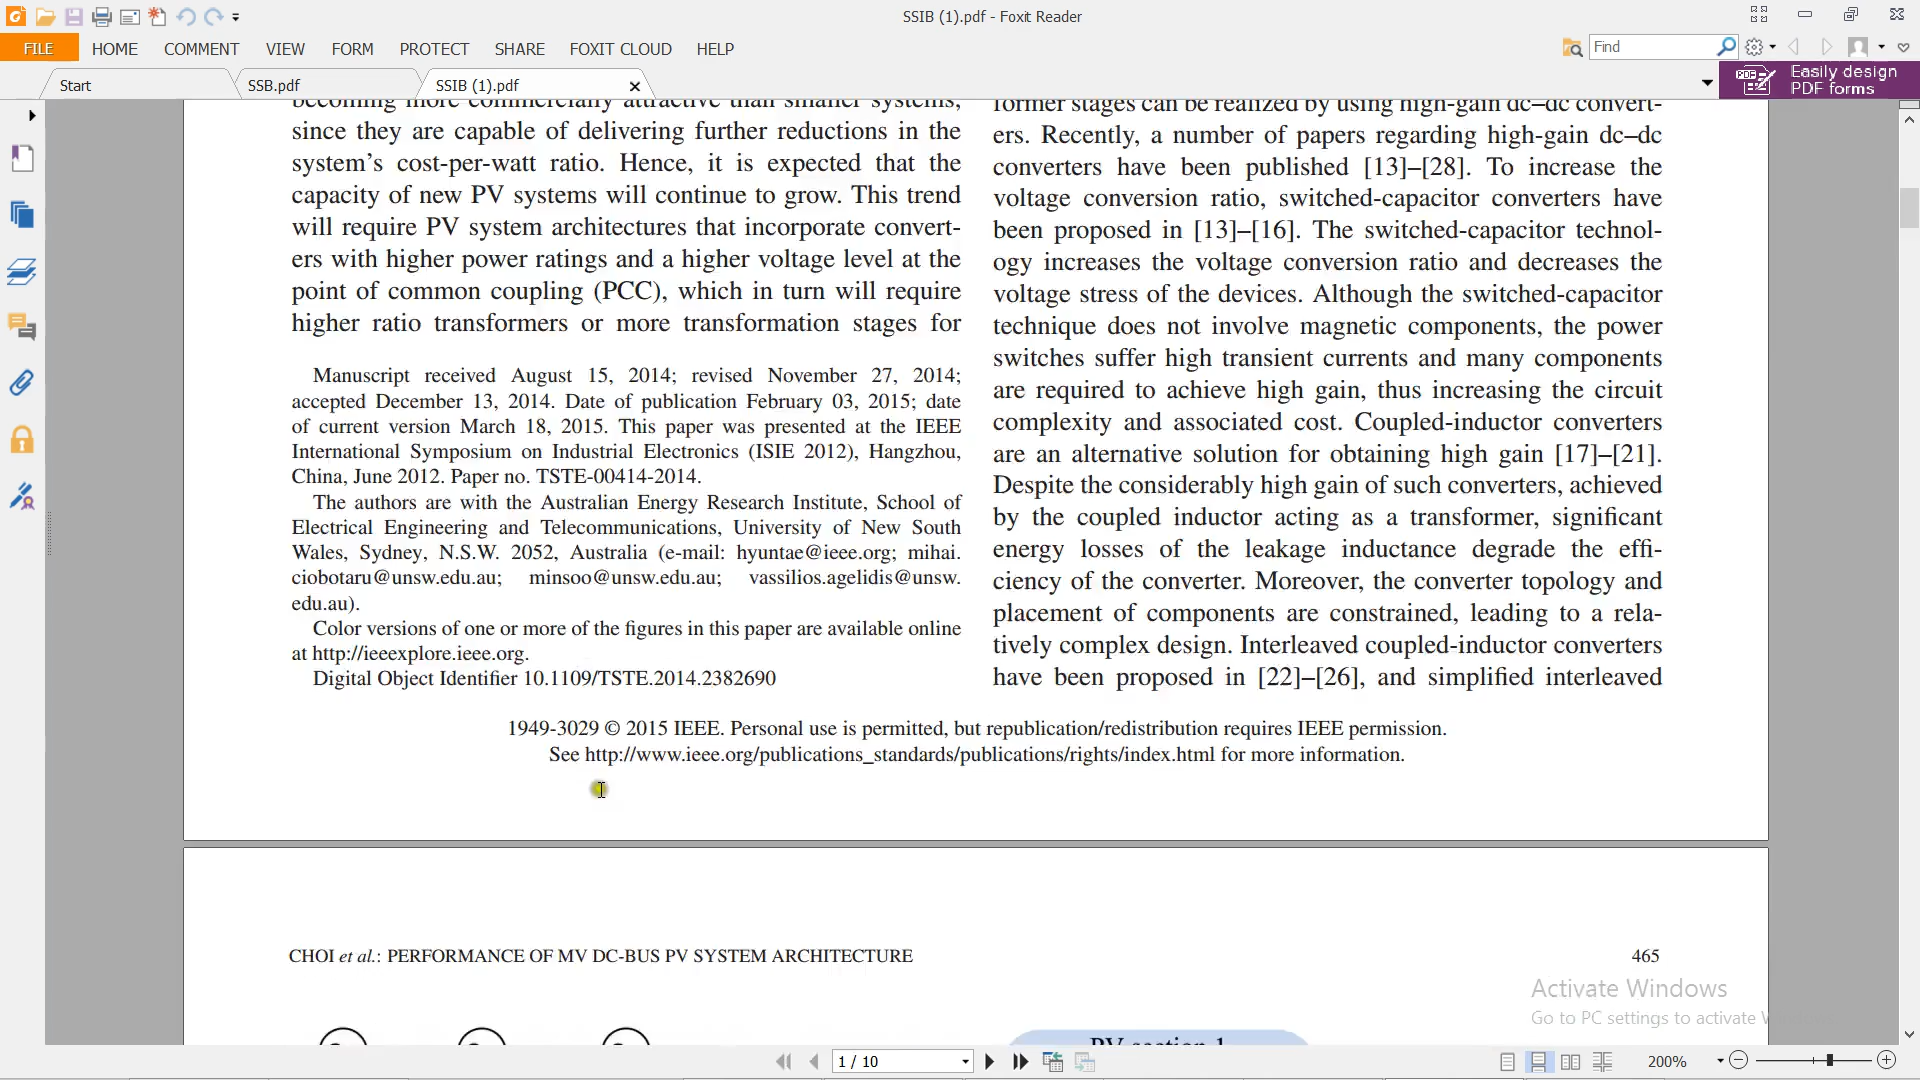 SSIB (1).pdf - Foxit Reader
FILE HOME COMMENT VIEW FORM PROTECT SHARE FOXIT CLOUD HELP
Find
Start SSB.pdf SSIB (1).pdf
PDF Easily design
PDF forms
becoming more commercially attractive than smaller systems,
since they are capable of delivering further reductions in the
system’s cost-per-watt ratio. Hence, it is expected that the
capacity of new PV systems will continue to grow. This trend
will require PV system architectures that incorporate convert-
ers with higher power ratings and a higher voltage level at the
point of common coupling (PCC), which in turn will require
higher ratio transformers or more transformation stages for
Manuscript received August 15, 2014; revised November 27, 2014;
accepted December 13, 2014. Date of publication February 03, 2015; date
of current version March 18, 2015. This paper was presented at the IEEE
International Symposium on Industrial Electronics (ISIE 2012), Hangzhou,
China, June 2012. Paper no. TSTE-00414-2014.
The authors are with the Australian Energy Research Institute, School of
Electrical Engineering and Telecommunications, University of New South
Wales, Sydney, N.S.W. 2052, Australia (e-mail: hyuntae@ieee.org; mihai.
ciobotaru@unsw.edu.au; minsoo@unsw.edu.au; vassilios.agelidis@unsw.
edu.au).
Color versions of one or more of the figures in this paper are available online
at http://ieeexplore.ieee.org.
Digital Object Identifier 10.1109/TSTE.2014.2382690
former stages can be realized by using high-gain dc–dc convert-
ers. Recently, a number of papers regarding high-gain dc–dc
converters have been published [13]–[28]. To increase the
voltage conversion ratio, switched-capacitor converters have
been proposed in [13]–[16]. The switched-capacitor technol-
ogy increases the voltage conversion ratio and decreases the
voltage stress of the devices. Although the switched-capacitor
technique does not involve magnetic components, the power
switches suffer high transient currents and many components
are required to achieve high gain, thus increasing the circuit
complexity and associated cost. Coupled-inductor converters
are an alternative solution for obtaining high gain [17]–[21].
Despite the considerably high gain of such converters, achieved
by the coupled inductor acting as a transformer, significant
energy losses of the leakage inductance degrade the effi-
ciency of the converter. Moreover, the converter topology and
placement of components are constrained, leading to a rela-
tively complex design. Interleaved coupled-inductor converters
have been proposed in [22]–[26], and simplified interleaved
1949-3029 © 2015 IEEE. Personal use is permitted, but republication/redistribution requires IEEE permission.
See http://www.ieee.org/publications_standards/publications/rights/index.html for more information.
CHOI et al.: PERFORMANCE OF MV DC-BUS PV SYSTEM ARCHITECTURE 465
PV section 1
Activate Windows
Go to PC settings to activate
1 / 10
200%